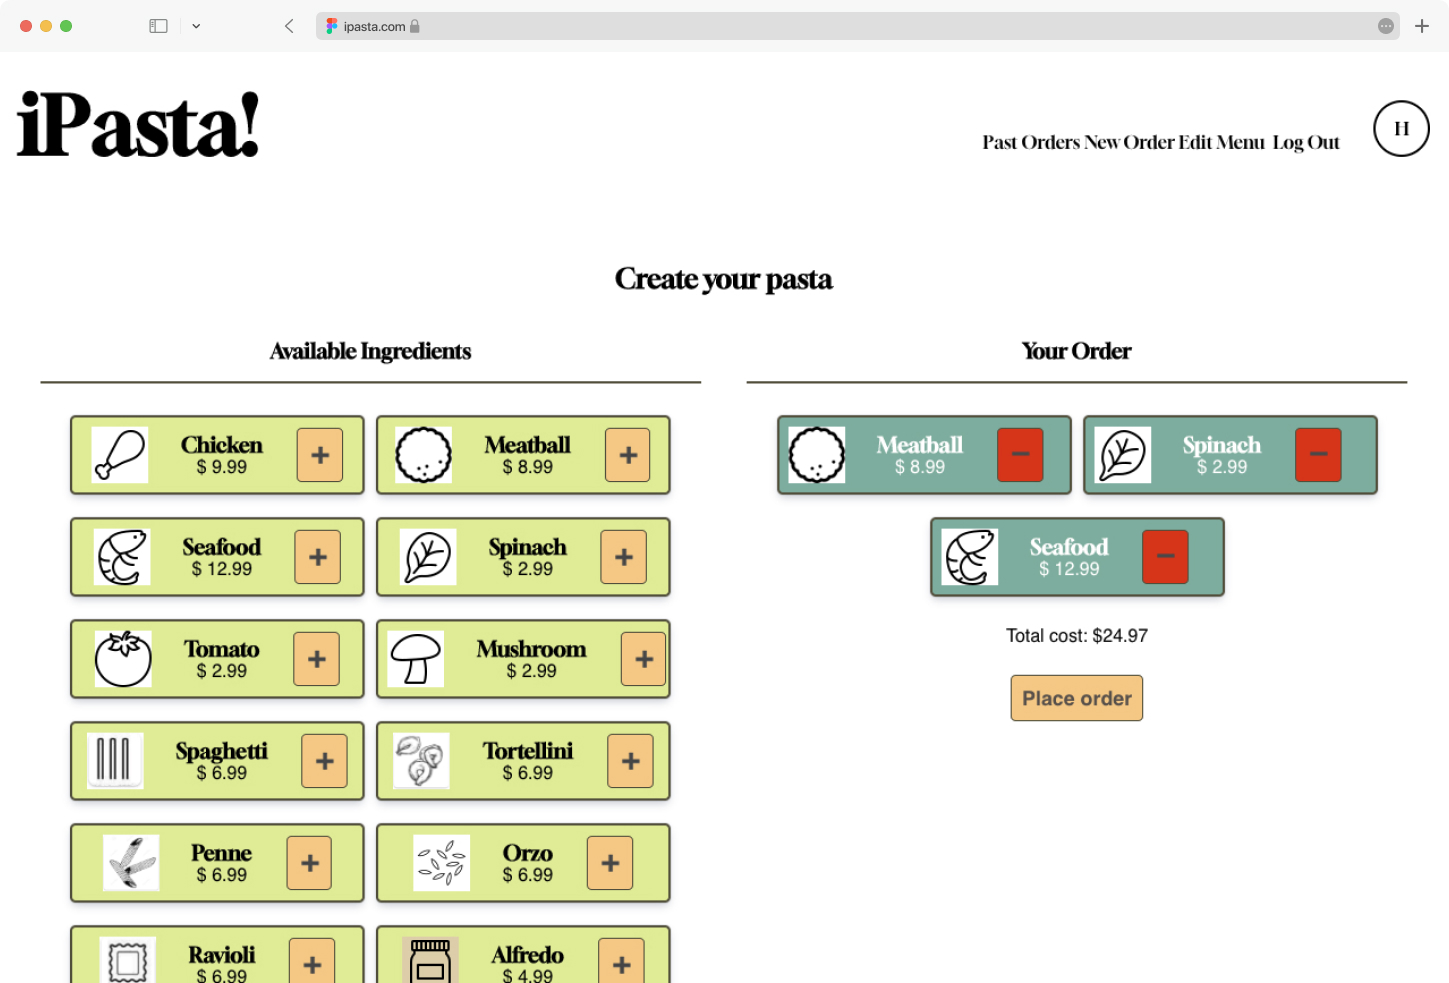 ipasta.com
iPasta!
Past Orders New Order Edit Menu Log Out
H
Create your pasta
Available Ingredients
Chicken
$ 9.99
+
Meatball
$ 8.99
+
Seafood
$ 12.99
+
Spinach
$ 2.99
+
Tomato
$ 2.99
+
Mushroom
$ 2.99
+
Spaghetti
$ 6.99
+
Tortellini
$ 6.99
+
Penne
$ 6.99
+
Orzo
$ 6.99
+
Ravioli
$ 6.99
+
Alfredo
$ 4.99
+
Your Order
Meatball
$ 8.99
−
Spinach
$ 2.99
−
Seafood
$ 12.99
−
Total cost: $24.97
Place order